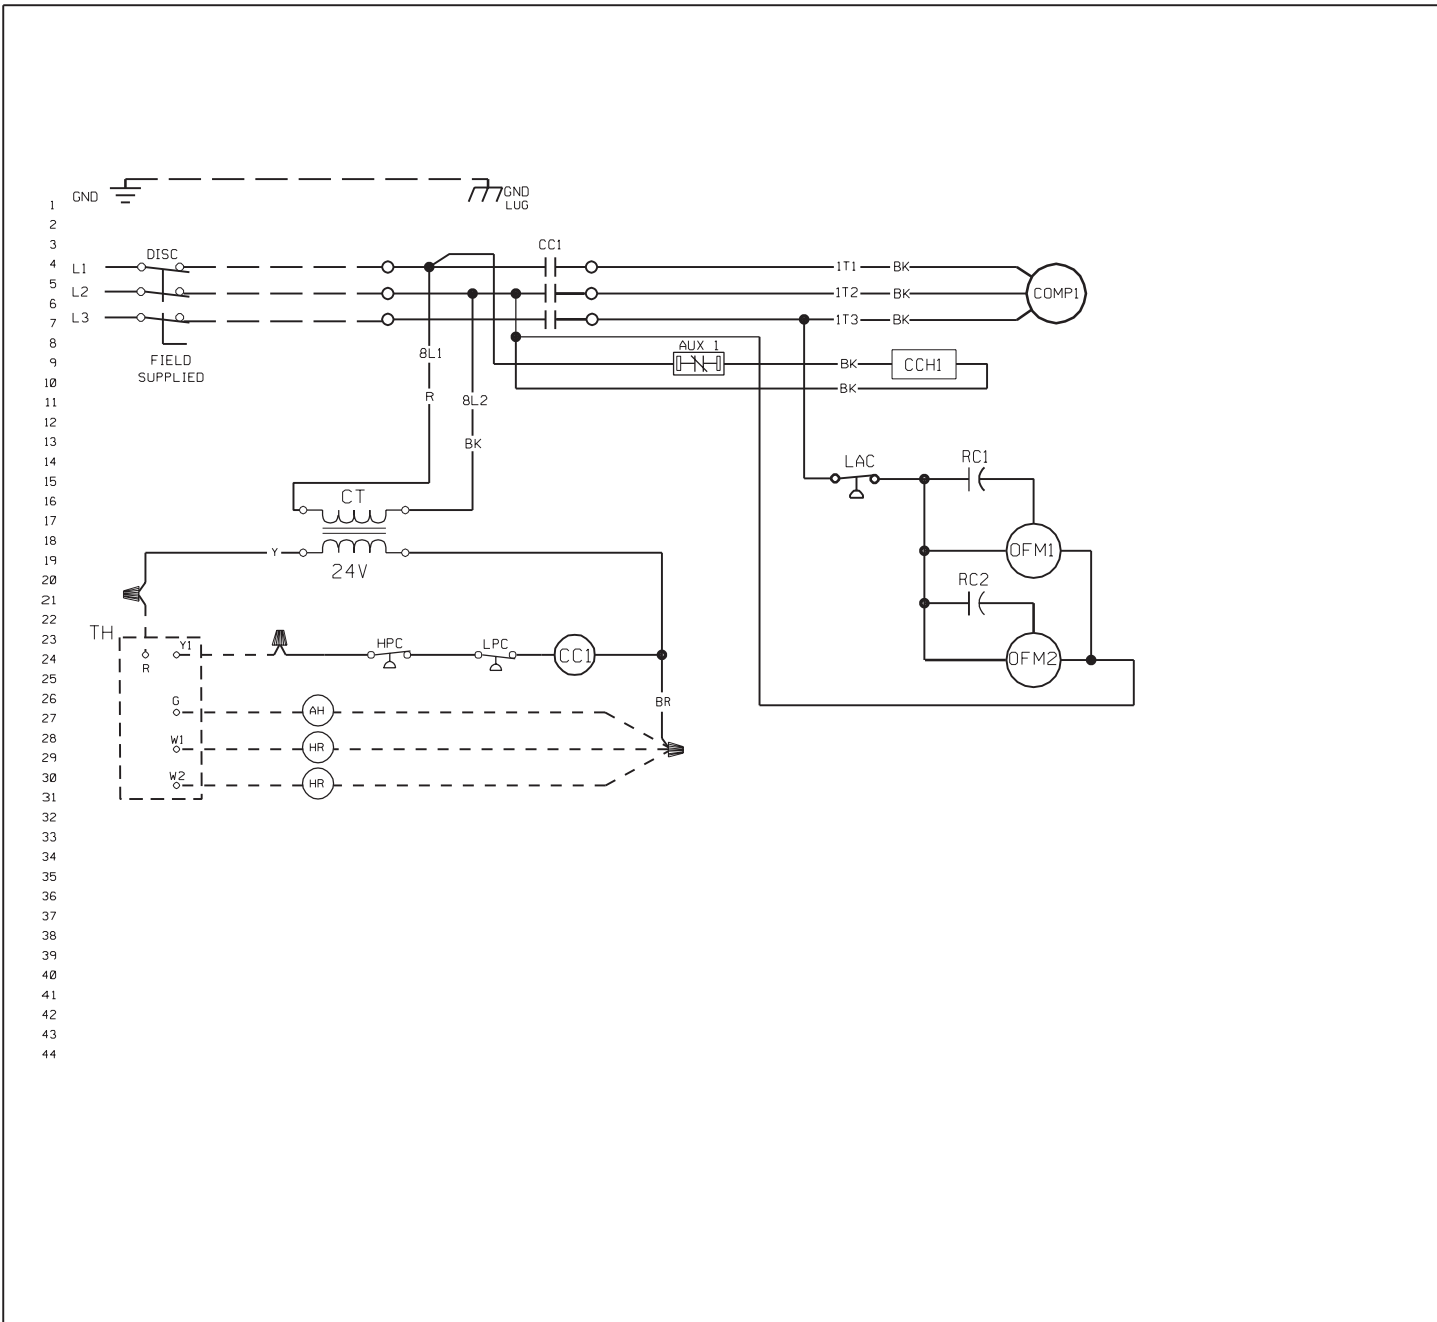 GND
GND
LUG
1
2
3
DISC
CC1
4
L1
1T1
BK
5
L2
1T2
BK
COMP1
6
7
L3
1T3
BK
8
AUX 1
8L1
9
FIELD
BK
CCH1
10
SUPPLIED
BK
R
8L2
11
12
13
BK
14
LAC
RC1
15
16
CT
17
18
19
Y
OFM1
20
24V
RC2
21
22
23
TH
Y1
HPC
LPC
24
R
CC1
OFM2
25
26
G
BR
27
AH
28
W1
29
HR
30
W2
HR
31
32
33
34
35
36
37
38
39
40
41
42
43
44